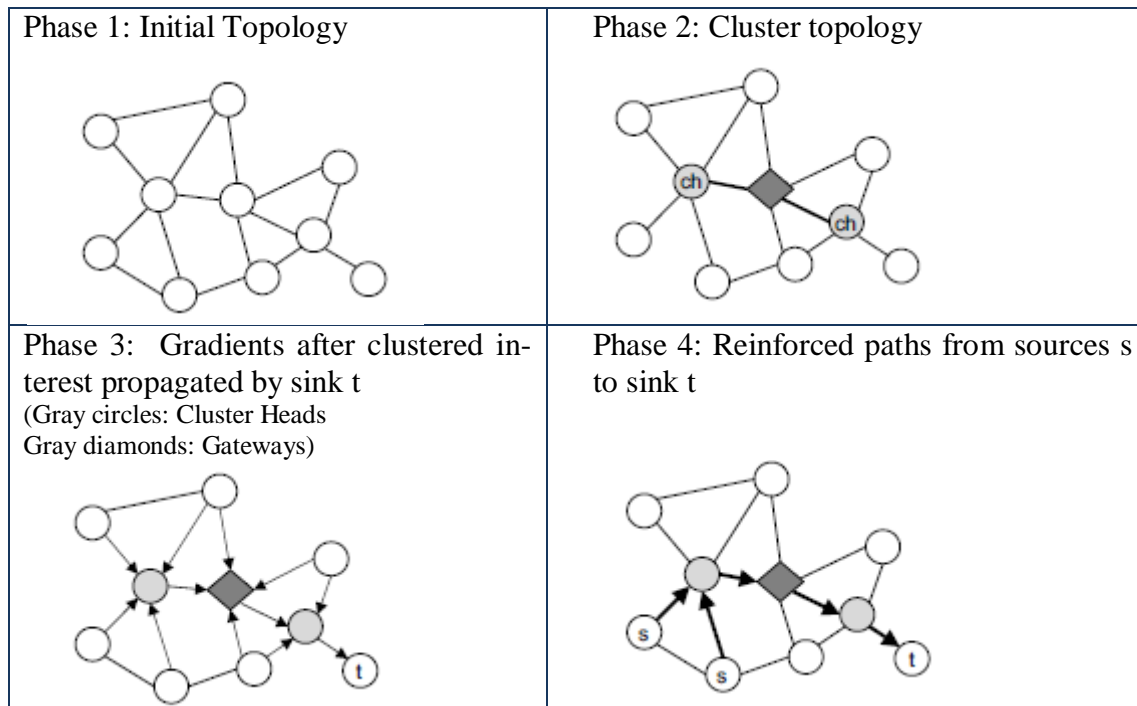 Phase 1: Initial Topology
Phase 2: Cluster topology
ch
ch
Phase 3: Gradients after clustered in-
terest propagated by sink t
(Gray circles: Cluster Heads
Gray diamonds: Gateways)
t
Phase 4: Reinforced paths from sources s
to sink t
s
s
t